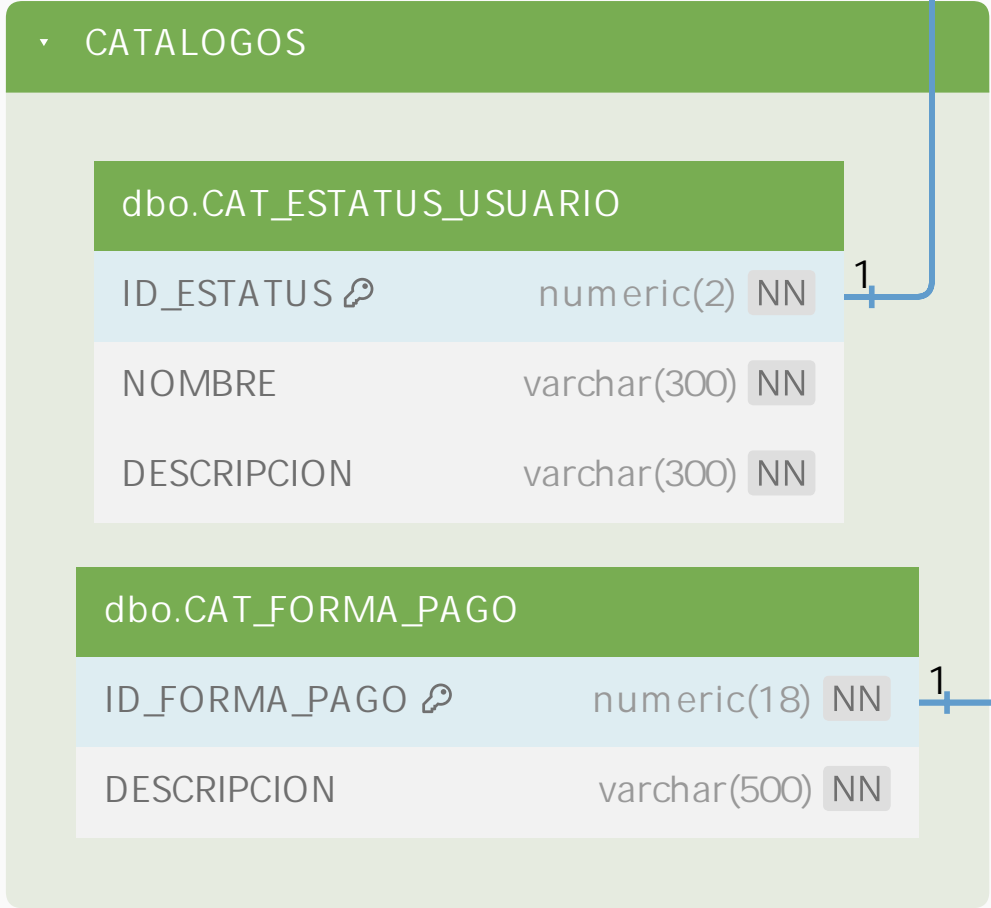 CATALOGOS
dbo.CAT_ESTATUS_USUARIO
ID_ESTATUS numeric(2) NN 1
NOMBRE varchar(300) NN
DESCRIPCION varchar(300) NN
dbo.CAT_FORMA_PAGO
ID_FORMA_PAGO numeric(18) NN 1
DESCRIPCION varchar(500) NN